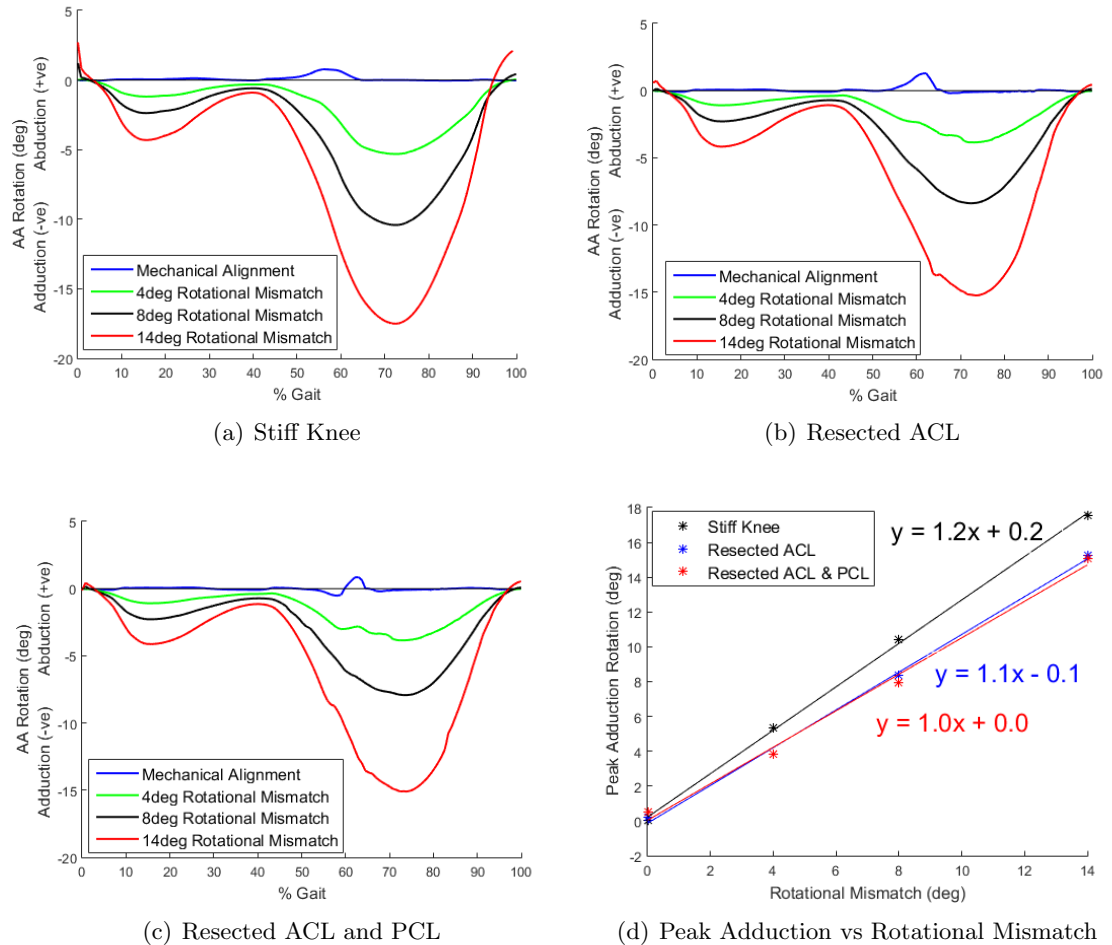 5
0
-5
-10
-15
-20
AA Rotation (deg)
Adduction (-ve) Abduction (+ve)
Mechanical Alignment
4deg Rotational Mismatch
8deg Rotational Mismatch
14deg Rotational Mismatch
0 10 20 30 40 50 60 70 80 90 100
% Gait
(a) Stiff Knee
5
0
-5
-10
-15
-20
AA Rotation (deg)
Adduction (-ve) Abduction (+ve)
Mechanical Alignment
4deg Rotational Mismatch
8deg Rotational Mismatch
14deg Rotational Mismatch
0 10 20 30 40 50 60 70 80 90 100
% Gait
(b) Resected ACL
5
0
-5
-10
-15
-20
AA Rotation (deg)
Adduction (-ve) Abduction (+ve)
Mechanical Alignment
4deg Rotational Mismatch
8deg Rotational Mismatch
14deg Rotational Mismatch
0 10 20 30 40 50 60 70 80 90 100
% Gait
(c) Resected ACL and PCL
18
16
14
12
10
8
6
4
2
0
-2
Peak Adduction Rotation (deg)
Stiff Knee
Resected ACL
Resected ACL & PCL
y = 1.2x + 0.2
y = 1.1x - 0.1
y = 1.0x + 0.0
0 2 4 6 8 10 12 14
Rotational Mismatch (deg)
(d) Peak Adduction vs Rotational Mismatch